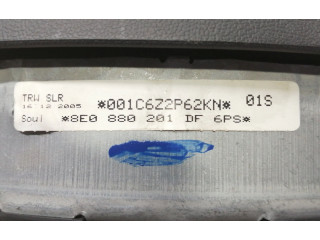 TRW SLR *001C6Z2P62KN* 01S
16.12.2005
Soul *8E0 880 201 DF 6PS*